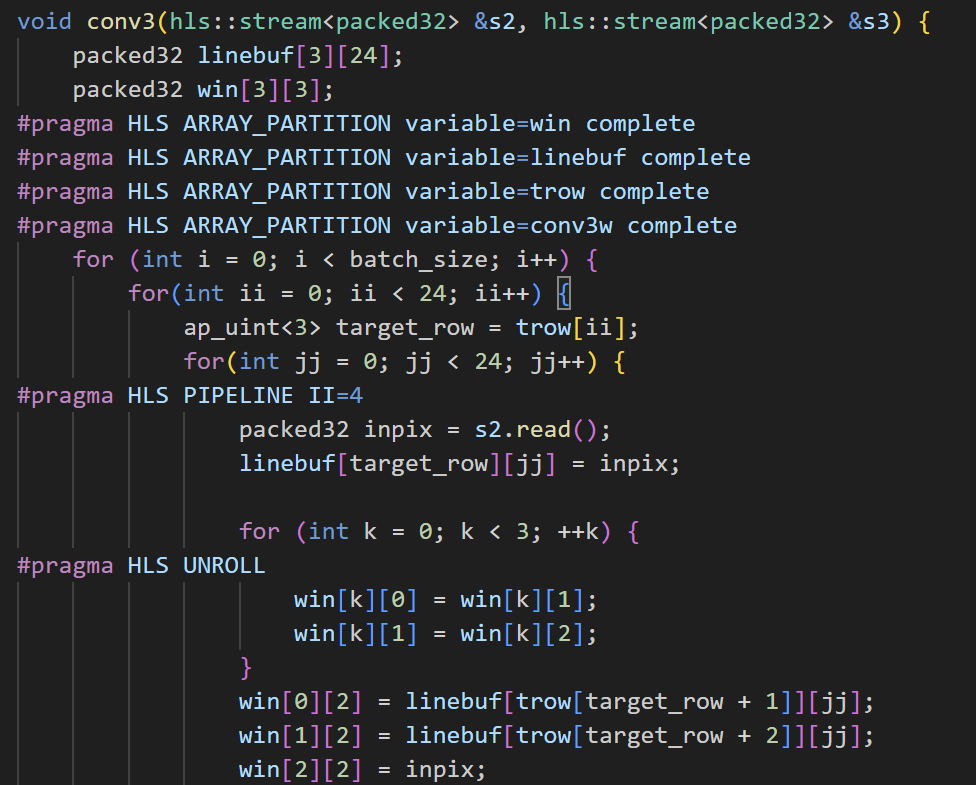 void conv3(hls::stream<packed32> &s2, hls::stream<packed32> &s3) {
    packed32 linebuf[3][24];
    packed32 win[3][3];
#pragma HLS ARRAY_PARTITION variable=win complete
#pragma HLS ARRAY_PARTITION variable=linebuf complete
#pragma HLS ARRAY_PARTITION variable=trow complete
#pragma HLS ARRAY_PARTITION variable=conv3w complete
    for (int i = 0; i < batch_size; i++) {
        for(int ii = 0; ii < 24; ii++) {
            ap_uint<3> target_row = trow[ii];
            for(int jj = 0; jj < 24; jj++) {
#pragma HLS PIPELINE II=4
                packed32 inpix = s2.read();
                linebuf[target_row][jj] = inpix;

                for (int k = 0; k < 3; ++k) {
#pragma HLS UNROLL
                    win[k][0] = win[k][1];
                    win[k][1] = win[k][2];
                }
                win[0][2] = linebuf[trow[target_row + 1]][jj];
                win[1][2] = linebuf[trow[target_row + 2]][jj];
                win[2][2] = inpix;